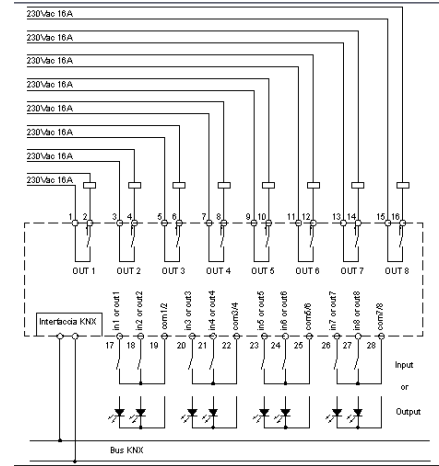 230Vac 16A
230Vac 16A
230Vac 16A
230Vac 16A
230Vac 16A
230Vac 16A
230Vac 16A
230Vac 16A
1 2 3 4 5 6 7 8 9 10 11 12 13 14 15 16
OUT 1 OUT 2 OUT 3 OUT 4 OUT 5 OUT 6 OUT 7 OUT 8
Interfaccia KNX
in1 or out1
in2 or out2
com1/2
in3 or out3
in4 or out4
com3/4
in5 or out5
in6 or out6
com5/6
in7 or out7
in8 or out8
com7/8
17 18 19 20 21 22 23 24 25 26 27 28
Input
or
Output
Bus KNX